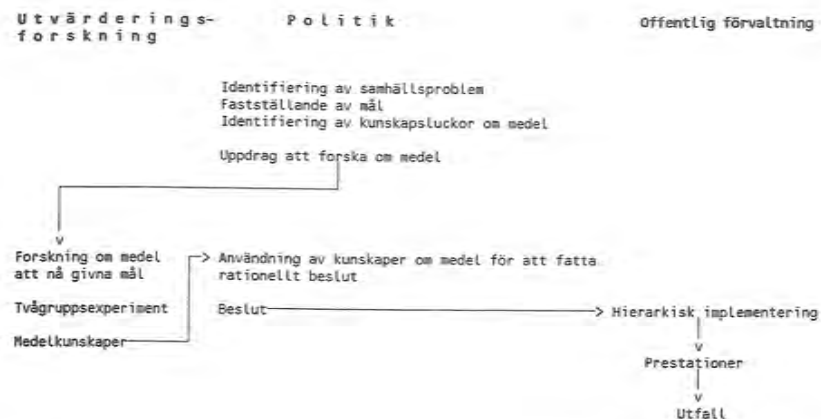 Utvärderings-
forskning
Politik
Offentlig förvaltning
Identifiering av samhällsproblem
Fastställande av mål
Identifiering av kunskapsluckor om medel
Uppdrag att forska om medel
Forskning om medel
att nå givna mål
Tvågruppsexperiment
Medelkunskaper
Användning av kunskaper om medel för att fatta
rationellt beslut
Beslut
Hierarkisk implementering
Prestationer
Utfall